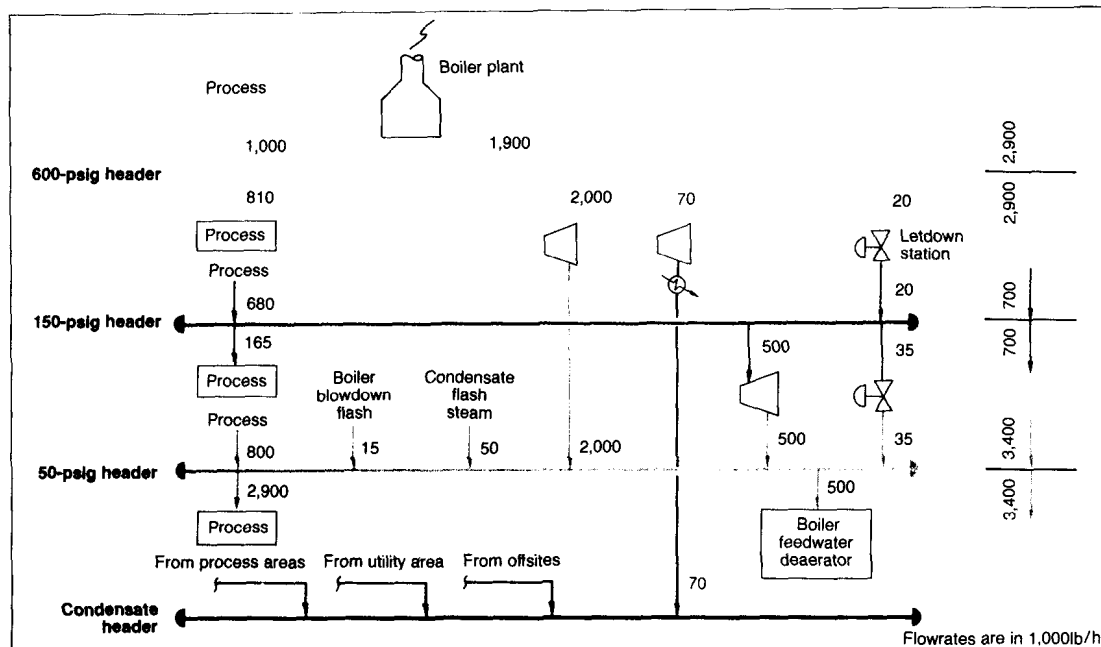 Boiler plant
Process
1,000
1,900
2,900
600-psig header
2,900
810
2,000
70
20
Process
Letdown
station
Process
680
20
700
150-psig header
165
500
35
700
Process
Boiler
blowdown
flash
Condensate
flash
steam
Process
800
15
50
2,000
500
35
3,400
50-psig header
2,900
500
3,400
Process
Boiler
feedwater
deaerator
From process areas
From utility area
From offsites
70
Condensate
header
Flowrates are in 1,000lb/h